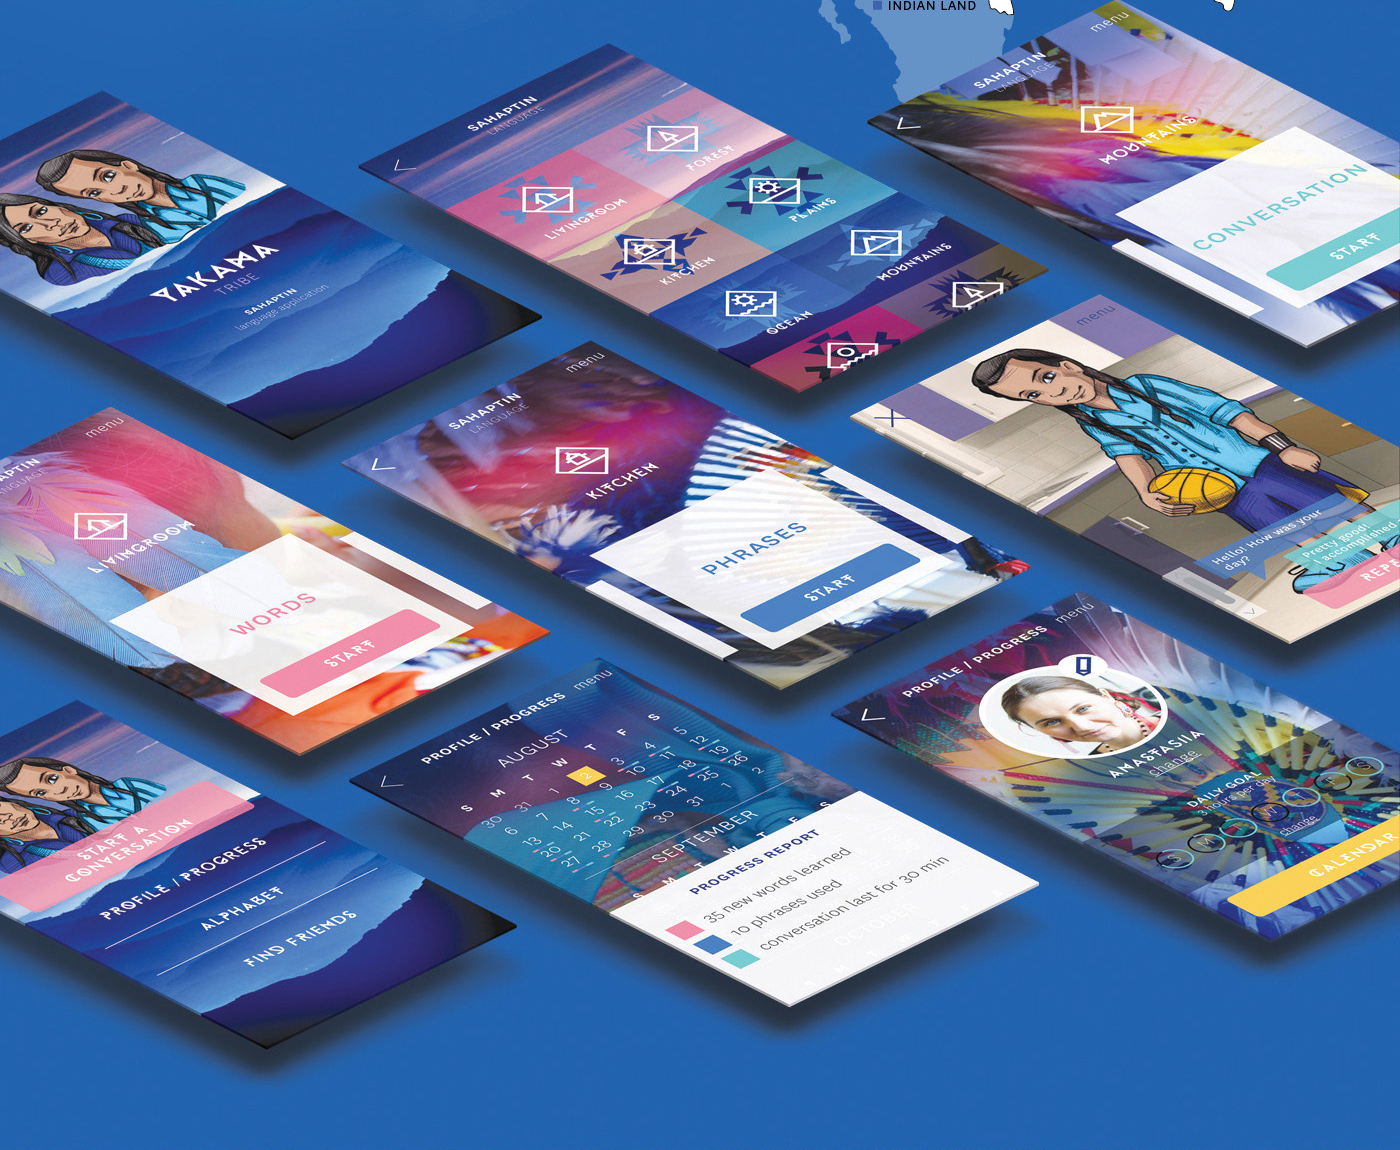 INDIAN LAND
YAKAMA
TRIBE
SAHAPTIN
language application
SAHAPTIN
LANGUAGE
FOREST
LIVINGROOM
PLAINS
KITCHEN
MOUNTAINS
OCEAN
menu
SAHAPTIN
LANGUAGE
MOUNTAINS
CONVERSATION
START
menu
APTIN
NGUAGE
LIVINGROOM
WORDS
START
menu
SAHAPTIN
LANGUAGE
KITCHEN
PHRASES
START
menu
Hello! How was your
day?
Pretty good!
I accomplished
REPE
START A
CONVERSATION
PROFILE / PROGRESS
ALPHABET
FIND FRIENDS
menu
PROFILE / PROGRESS
AUGUST
S M T W T F S
30 31 1 2 3 4 5
6 7 8 9 10 11 12
13 14 15 16 17 18 19
20 21 22 23 24 25 26
27 28 29 30 31 1 2
SEPTEMBER
S M T W T F S
PROGRESS REPORT
35 new words learned
10 phrases used
conversation last for 30 min
OCTOBER
menu
PROFILE / PROGRESS
ANASTASIIA
change
DAILY GOAL
3 hours per day
change
S M T W T F S
CALENDAR